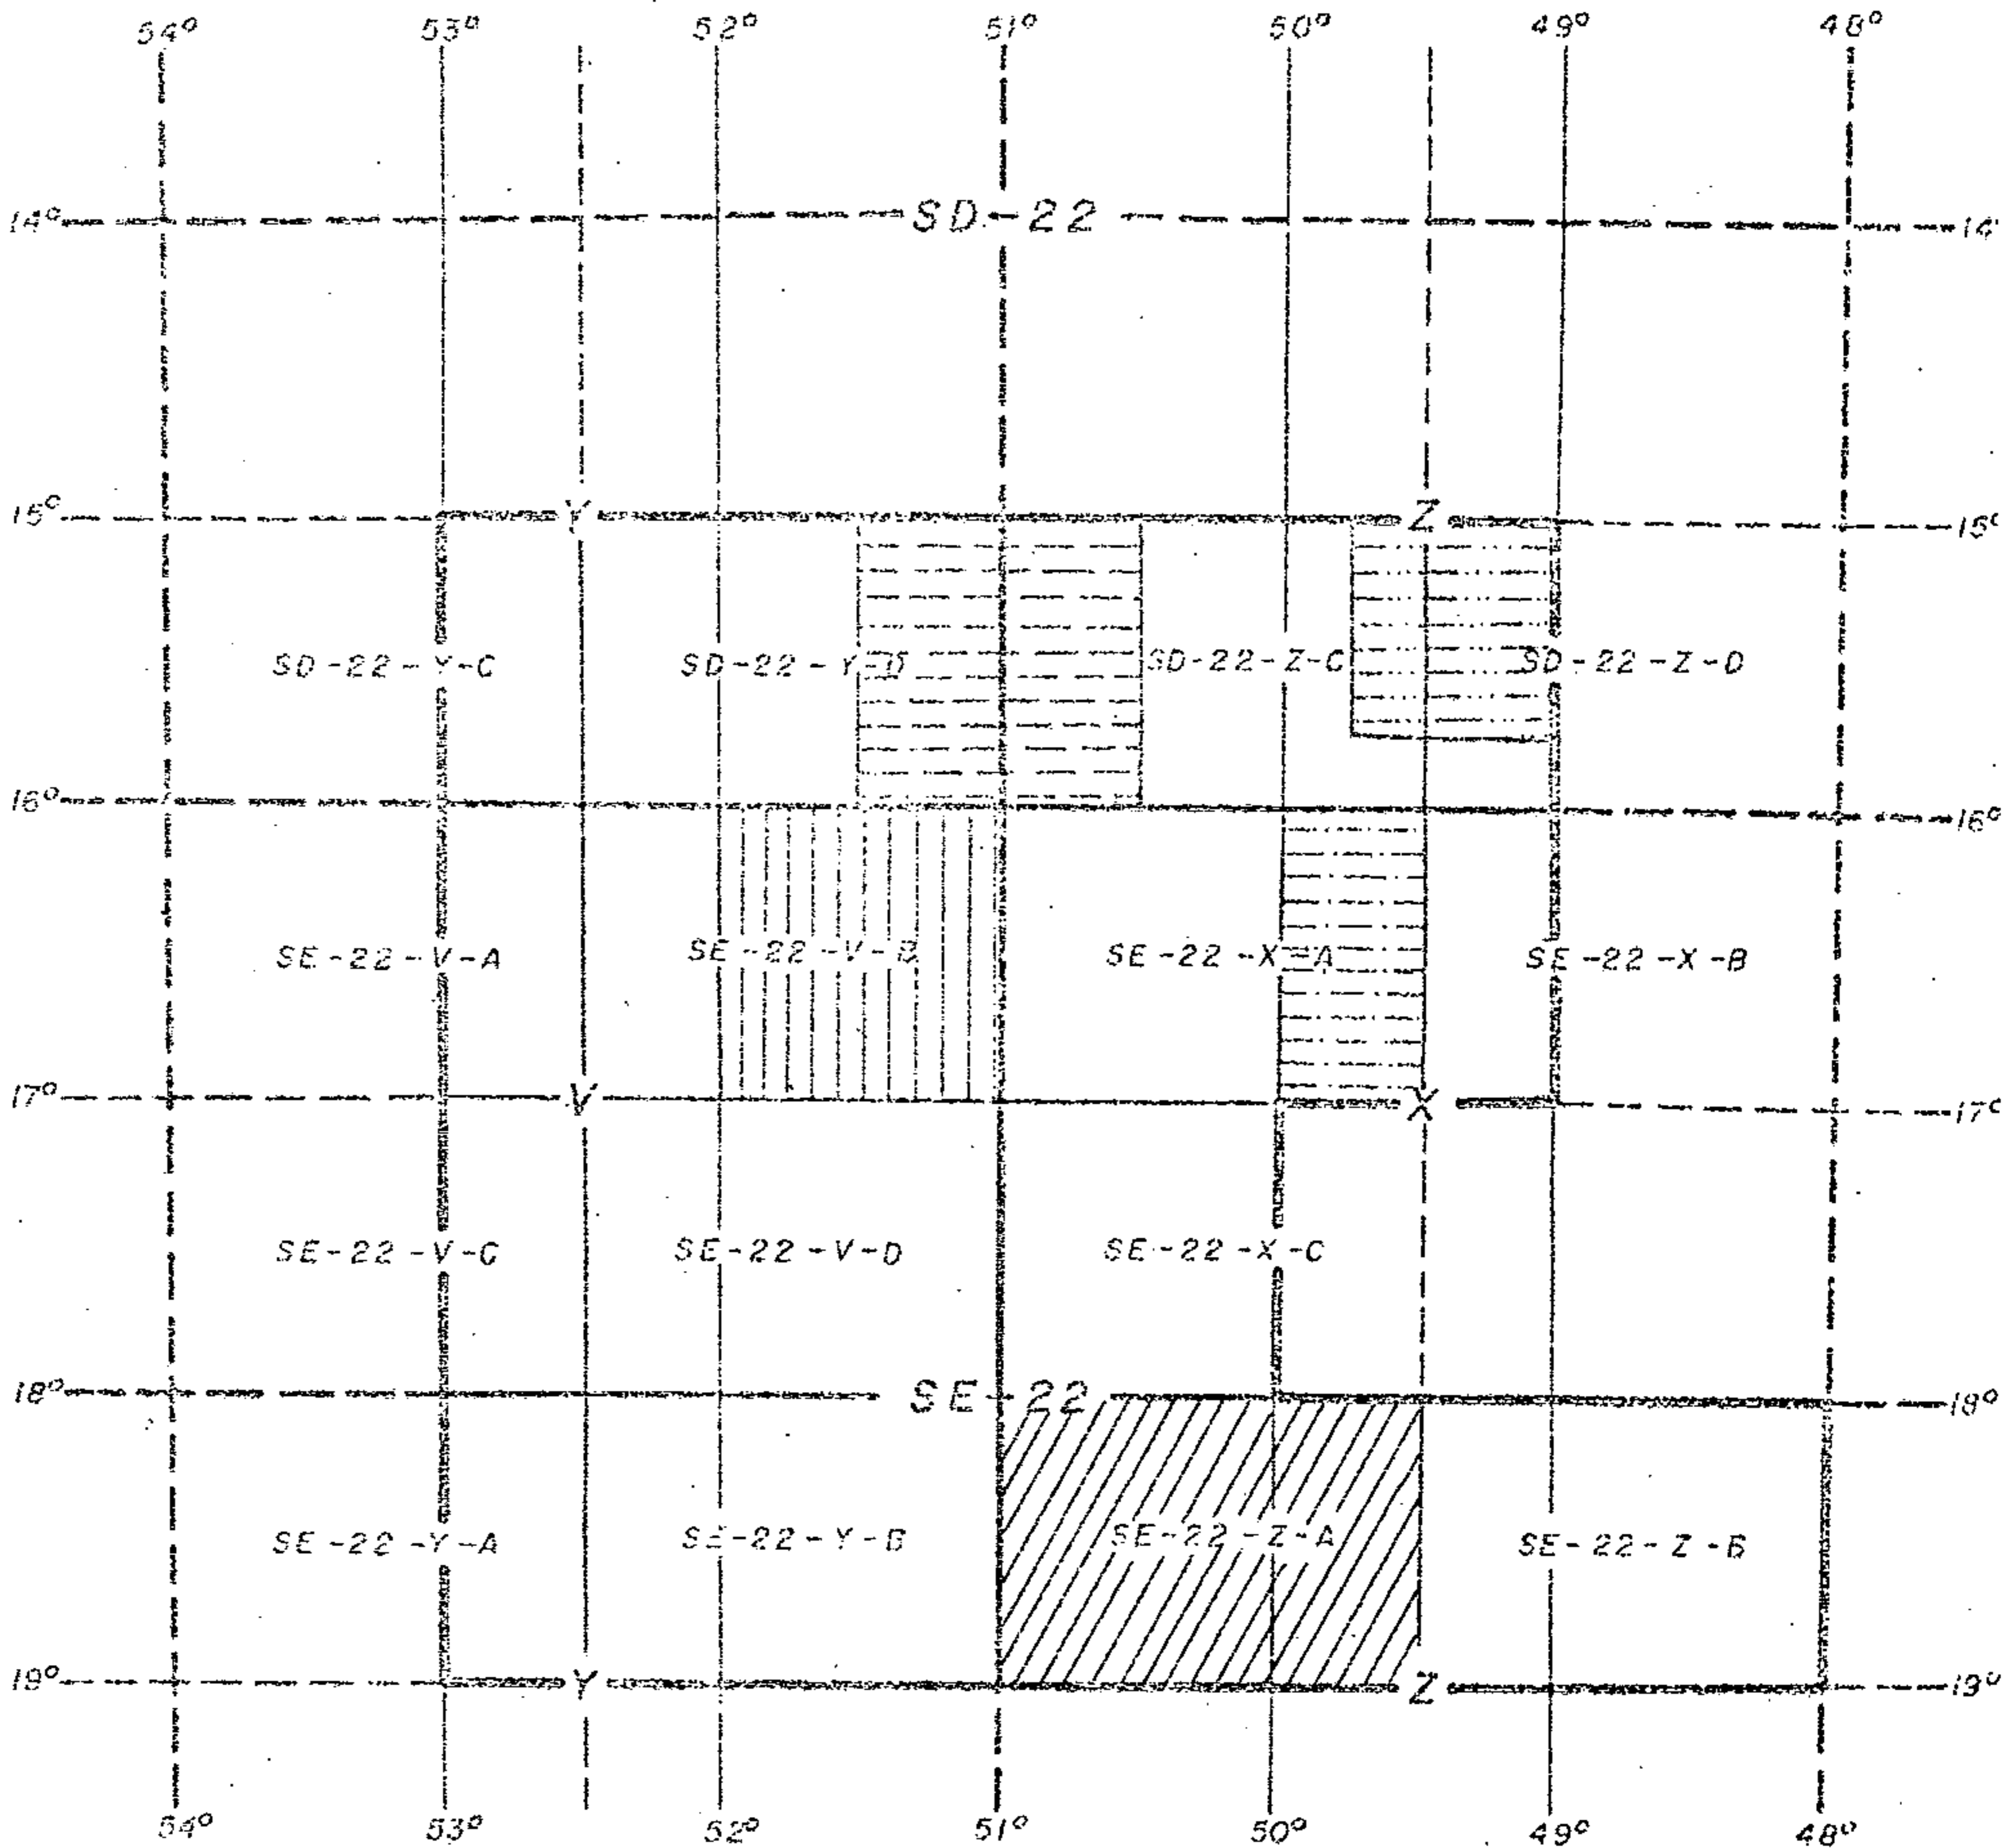 54° 53° 52° 51° 50° 49° 48°
14° SD-22 14°
15° Y Z 15°
SD-22-Y-C SD-22-Y-D SD-22-Z-C SD-22-Z-D
16° 16°
SE-22-V-A SE-22-V-B SE-22-X-A SE-22-X-B
17° V X 17°
SE-22-V-C SE-22-V-D SE-22-X-C
18° SE-22 18°
SE-22-Y-A SE-22-Y-B SE-22-Z-A SE-22-Z-B
19° Y Z 19°
54° 53° 52° 51° 50° 49° 48°